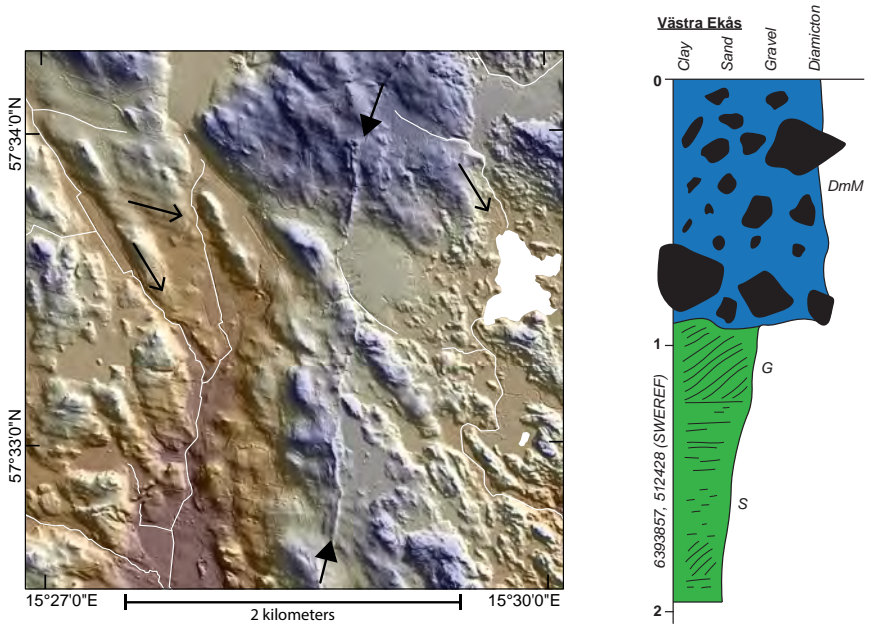 57°34'0"N
57°33'0"N
15°27'0"E
15°30'0"E
2 kilometers
Västra Ekås
Clay
Sand
Gravel
Diamicton
0
DmM
1
G
S
2
6393857, 512428 (SWEREF)